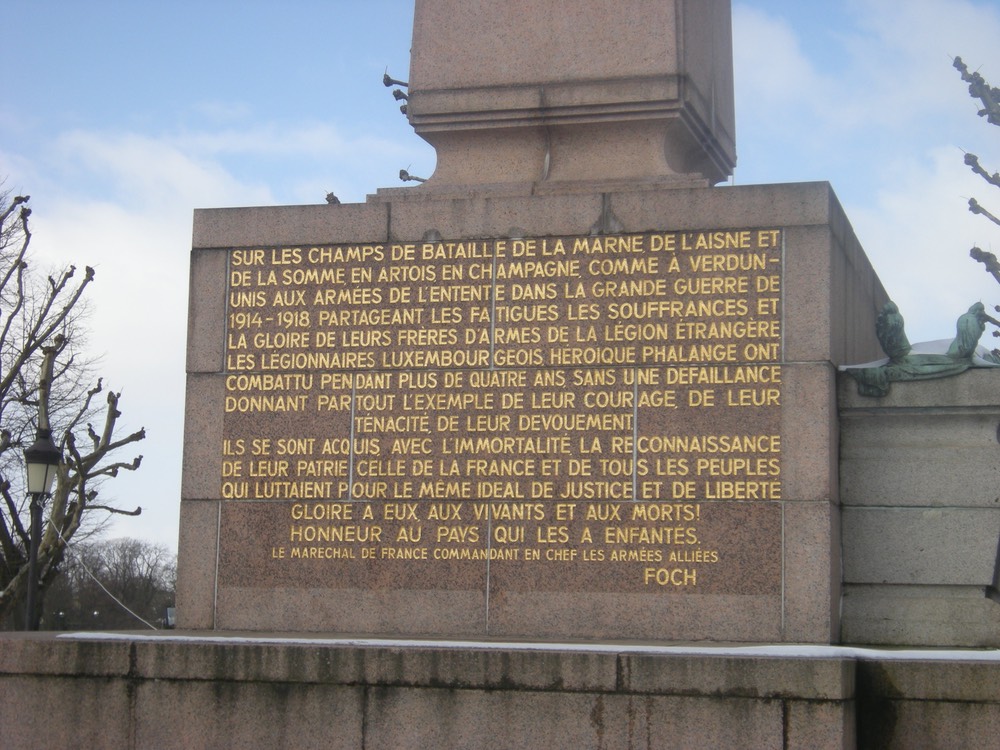 SUR LES CHAMPS DE BATAILLE DE LA MARNE DE L'AISNE ET
DE LA SOMME, EN ARTOIS EN CHAMPAGNE, COMME À VERDUN -
UNIS AUX ARMÉES DE L'ENTENTE DANS LA GRANDE GUERRE DE
1914-1918 PARTAGEANT LES FATIGUES LES SOUFFRANCES ET
LA GLOIRE DE LEURS FRÈRES D'ARMES DE LA LÉGION ÉTRANGÈRE
LES LÉGIONNAIRES LUXEMBOURGEOIS HÉROIQUE PHALANGE ONT
COMBATTU PENDANT PLUS DE QUATRE ANS SANS UNE DEFAILLANCE
DONNANT PARTOUT L'EXEMPLE DE LEUR COURAGE, DE LEUR
TÉNACITÉ, DE LEUR DEVOUEMENT.
ILS SE SONT ACQUIS, AVEC L'IMMORTALITÉ LA RECONNAISSANCE
DE LEUR PATRIE CELLE DE LA FRANCE ET DE TOUS LES PEUPLES
QUI LUTTAIENT POUR LE MÊME IDEAL DE JUSTICE ET DE LIBERTÉ
GLOIRE A EUX, AUX VIVANTS ET AUX MORTS!
HONNEUR AU PAYS QUI LES A ENFANTÉS.
LE MARECHAL DE FRANCE COMMANDANT EN CHEF LES ARMÉES ALLIÉES
FOCH